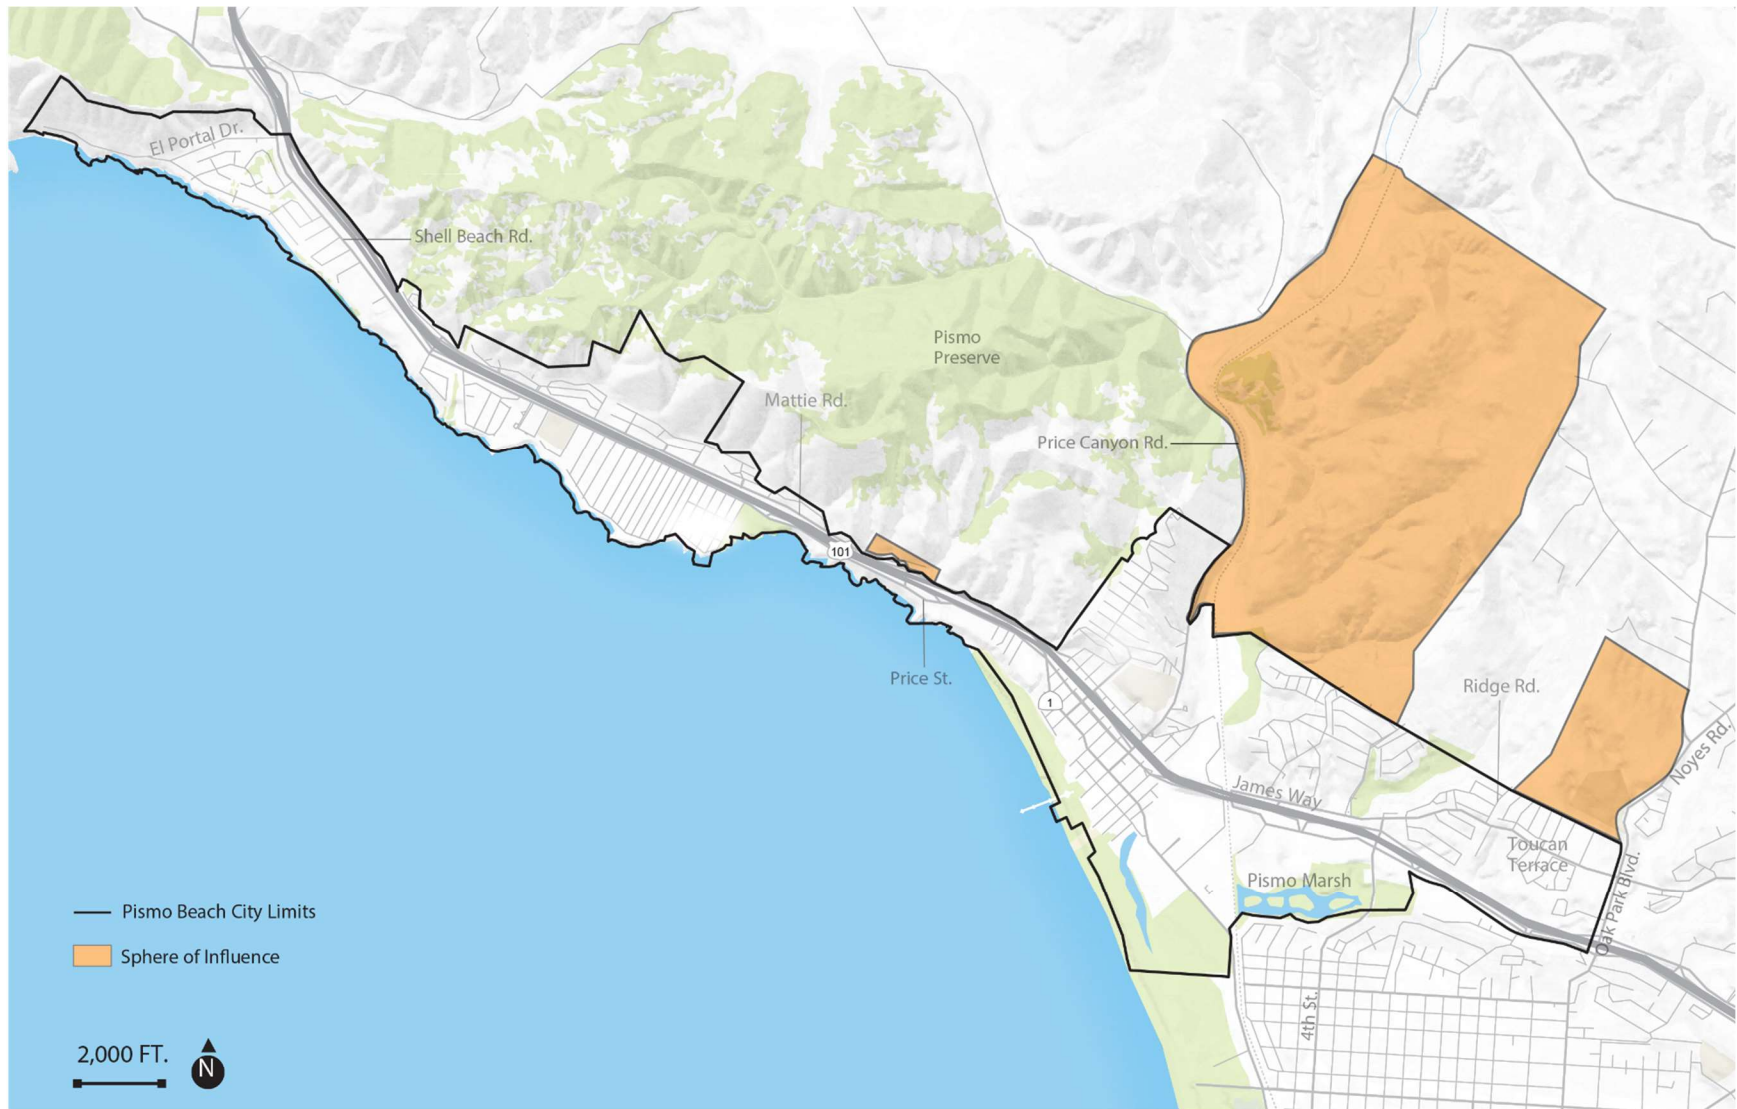 El Portal Dr.
Shell Beach Rd.
Pismo
Preserve
Mattie Rd.
Price Canyon Rd.
101
Price St.
1
Ridge Rd.
Noyes Rd.
James Way
Toucan
Terrace
Pismo Marsh
Oak Park Blvd.
4th St.
Pismo Beach City Limits
Sphere of Influence
2,000 FT.
N